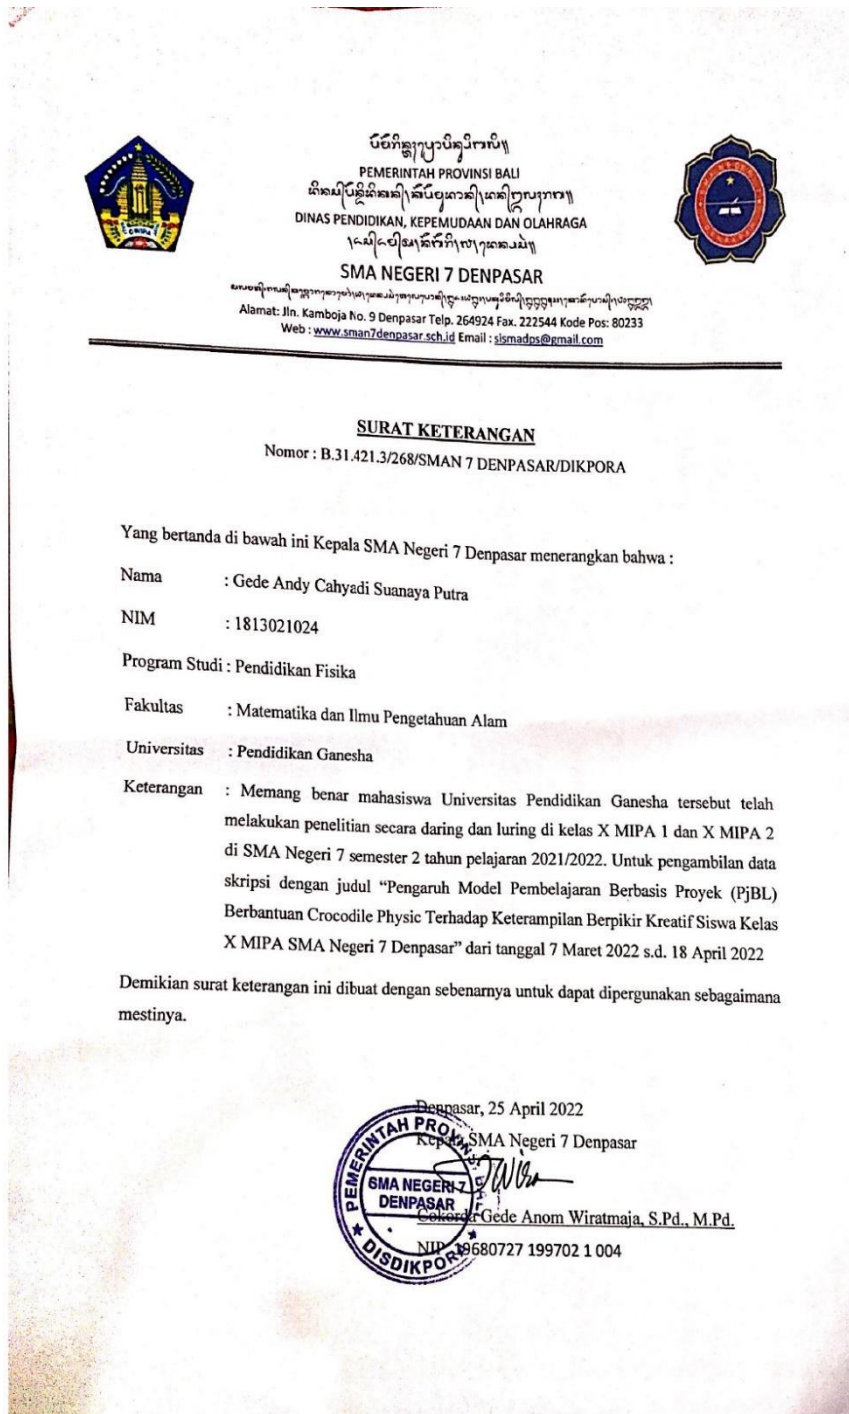 PEMERINTAH PROVINSI BALI
DINAS PENDIDIKAN, KEPEMUDAAN DAN OLAHRAGA
SMA NEGERI 7 DENPASAR
Alamat: Jln. Kamboja No. 9 Denpasar Telp. 264924 Fax. 222544 Kode Pos: 80233
Web : www.sman7denpasar.sch.id Email : sismadps@gmail.com
SURAT KETERANGAN
Nomor : B.31.421.3/268/SMAN 7 DENPASAR/DIKPORA
Yang bertanda di bawah ini Kepala SMA Negeri 7 Denpasar menerangkan bahwa :
Nama : Gede Andy Cahyadi Suanaya Putra
NIM : 1813021024
Program Studi : Pendidikan Fisika
Fakultas : Matematika dan Ilmu Pengetahuan Alam
Universitas : Pendidikan Ganesha
Keterangan : Memang benar mahasiswa Universitas Pendidikan Ganesha tersebut telah
melakukan penelitian secara daring dan luring di kelas X MIPA 1 dan X MIPA 2
di SMA Negeri 7 semester 2 tahun pelajaran 2021/2022. Untuk pengambilan data
skripsi dengan judul “Pengaruh Model Pembelajaran Berbasis Proyek (PjBL)
Berbantuan Crocodile Physic Terhadap Keterampilan Berpikir Kreatif Siswa Kelas
X MIPA SMA Negeri 7 Denpasar” dari tanggal 7 Maret 2022 s.d. 18 April 2022
Demikian surat keterangan ini dibuat dengan sebenarnya untuk dapat dipergunakan sebagaimana
mestinya.
Denpasar, 25 April 2022
Kepala SMA Negeri 7 Denpasar
PEMERINTAH PROVINSI BALI
SMA NEGERI 7
DENPASAR
DISDIKPORA
Cokorda Gede Anom Wiratmaja, S.Pd., M.Pd.
NIP. 19680727 199702 1 004